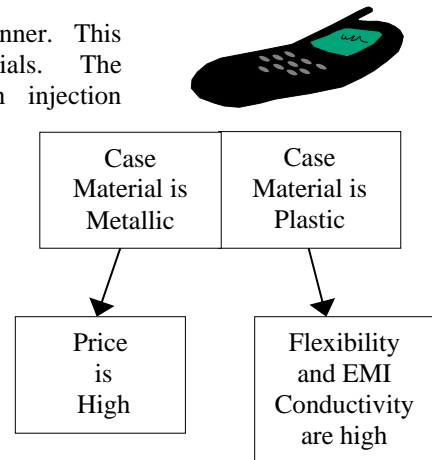 nner. This
ials. The
n injection
Case
Material is
Metallic
Case
Material is
Plastic
Price
is
High
Flexibility
and EMI
Conductivity
are high